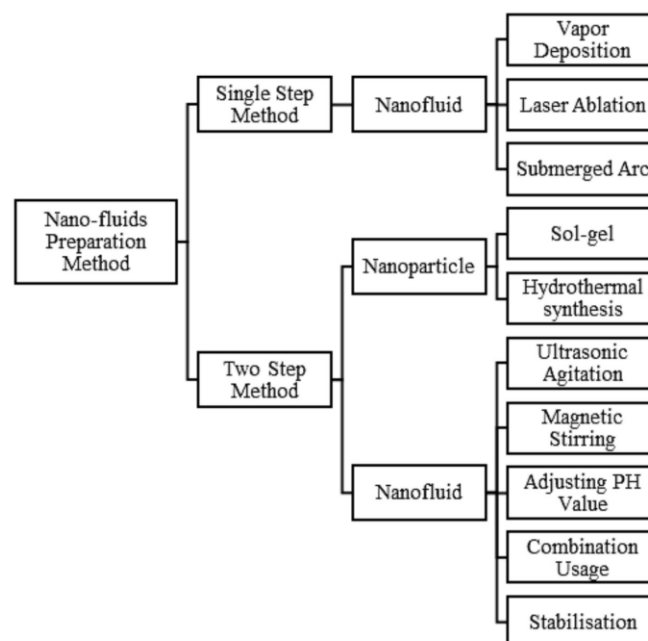 Vapor
Deposition
Single Step
Method
Nanofluid
Laser Ablation
Submerged Arc
Nano-fluids
Preparation
Method
Nanoparticle
Sol-gel
Hydrothermal
synthesis
Two Step
Method
Ultrasonic
Agitation
Magnetic
Stirring
Nanofluid
Adjusting PH
Value
Combination
Usage
Stabilisation